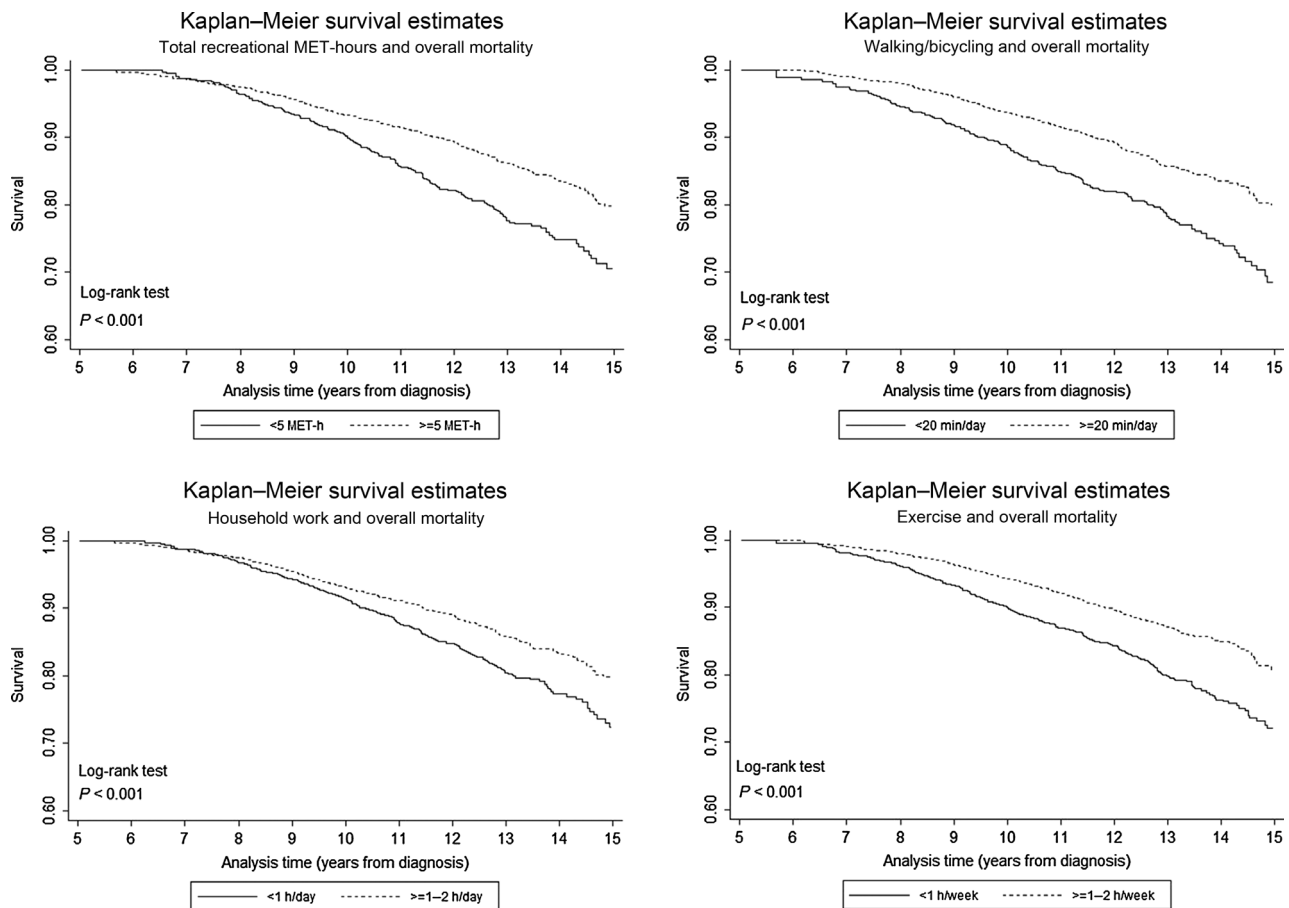 Kaplan–Meier survival estimates
Total recreational MET-hours and overall mortality
1.00
0.90
0.80
0.70
0.60
Survival
Log-rank test
P < 0.001
5 6 7 8 9 10 11 12 13 14 15
Analysis time (years from diagnosis)
<5 MET-h >=5 MET-h
Kaplan–Meier survival estimates
Walking/bicycling and overall mortality
1.00
0.90
0.80
0.70
0.60
Survival
Log-rank test
P < 0.001
5 6 7 8 9 10 11 12 13 14 15
Analysis time (years from diagnosis)
<20 min/day >=20 min/day
Kaplan–Meier survival estimates
Household work and overall mortality
1.00
0.90
0.80
0.70
0.60
Survival
Log-rank test
P < 0.001
5 6 7 8 9 10 11 12 13 14 15
Analysis time (years from diagnosis)
<1 h/day >=1–2 h/day
Kaplan–Meier survival estimates
Exercise and overall mortality
1.00
0.90
0.80
0.70
0.60
Survival
Log-rank test
P < 0.001
5 6 7 8 9 10 11 12 13 14 15
Analysis time (years from diagnosis)
<1 h/week >=1–2 h/week